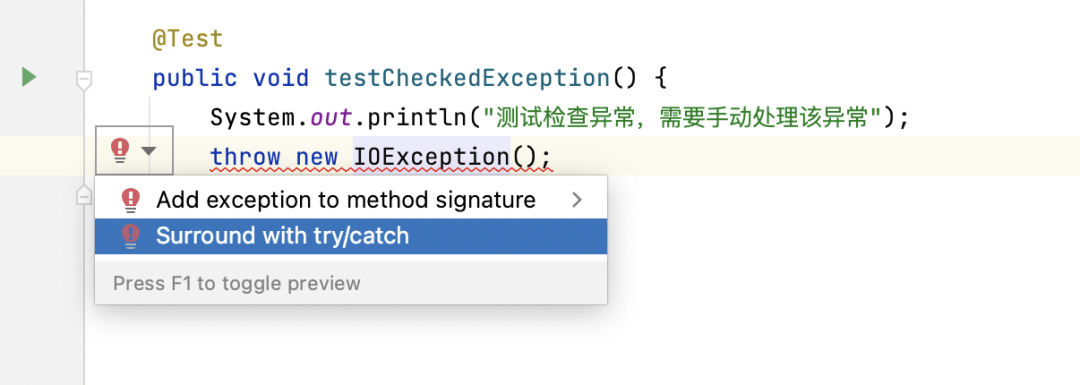 @Test
public void testCheckedException() {
System.out.println("测试检查异常，需要手动处理该异常");
throw new IOException();
Add exception to method signature
Surround with try/catch
Press F1 to toggle preview